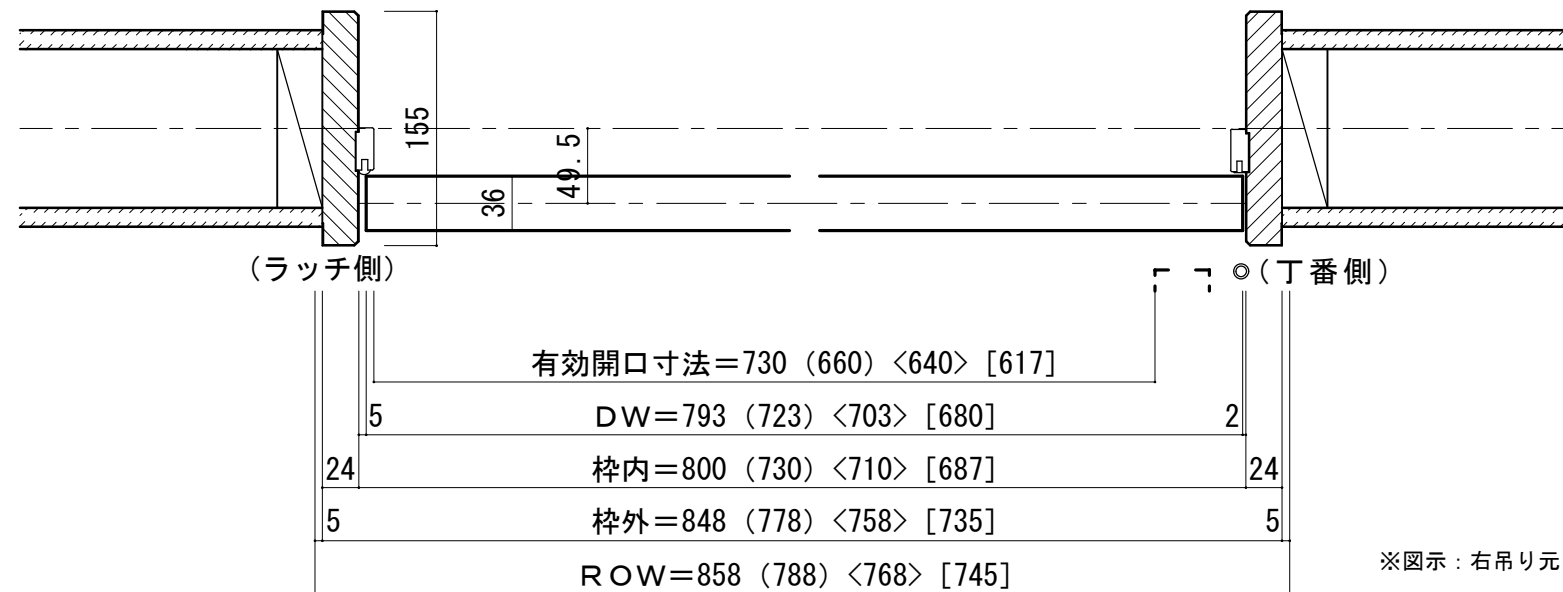 155
49.5
36
(ラッチ側)
◎(丁番側)
有効開口寸法＝730 (660) <640> [617]
5 ＤＷ＝793 (723) <703> [680] 2
24 枠内＝800 (730) <710> [687] 24
5 枠外＝848 (778) <758> [735] 5
ＲＯＷ＝858 (788) <768> [745]
※図示：右吊り元